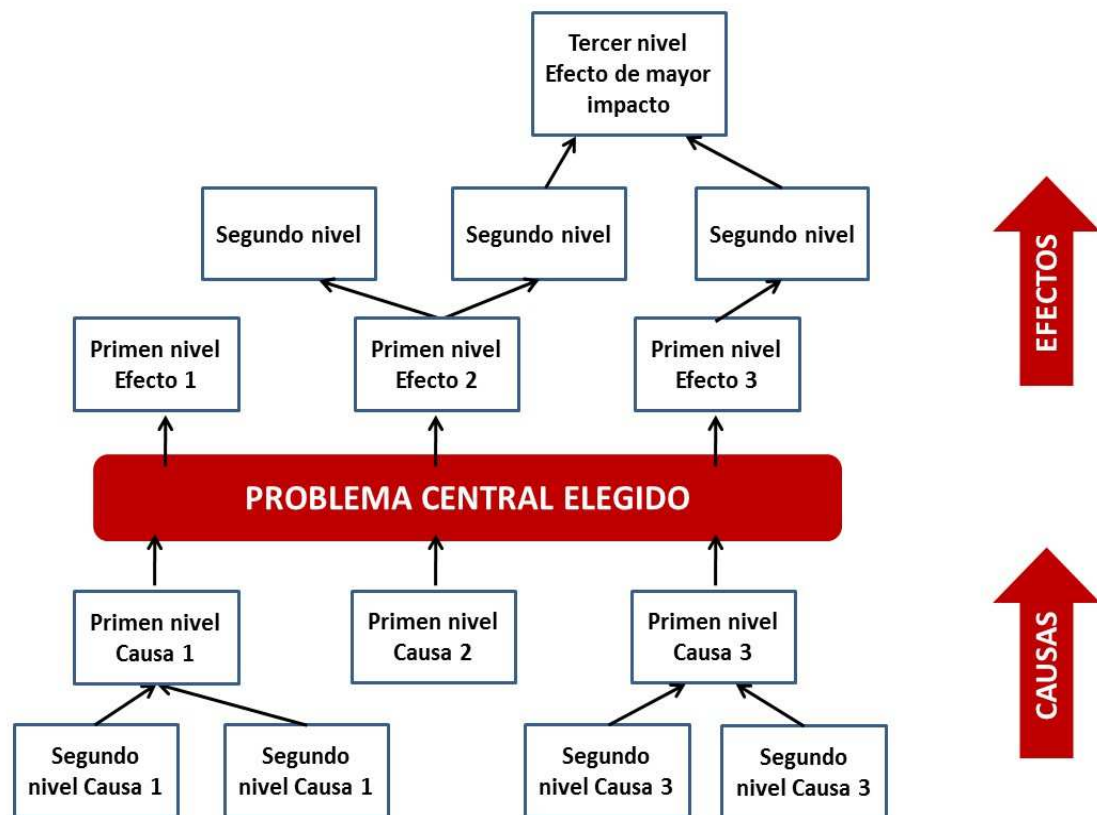 Tercer nivel
Efecto de mayor
impacto
Segundo nivel
Segundo nivel
Segundo nivel
EFECTOS
Primen nivel
Efecto 1
Primen nivel
Efecto 2
Primen nivel
Efecto 3
PROBLEMA CENTRAL ELEGIDO
Primen nivel
Causa 1
Primen nivel
Causa 2
Primen nivel
Causa 3
CAUSAS
Segundo
nivel Causa 1
Segundo
nivel Causa 1
Segundo
nivel Causa 3
Segundo
nivel Causa 3